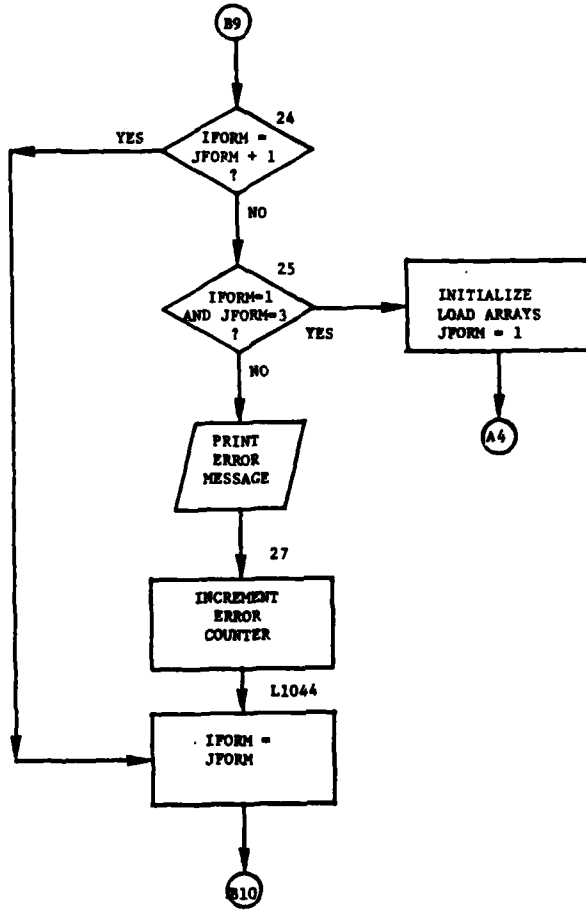 B9
24
IFORM =
JFORM + 1
?
YES
NO
25
IFORM=1
AND JFORM=3
?
YES
NO
INITIALIZE
LOAD ARRAYS
JFORM = 1
A4
PRINT
ERROR
MESSAGE
27
INCREMENT
ERROR
COUNTER
L1044
IFORM =
JFORM
B10